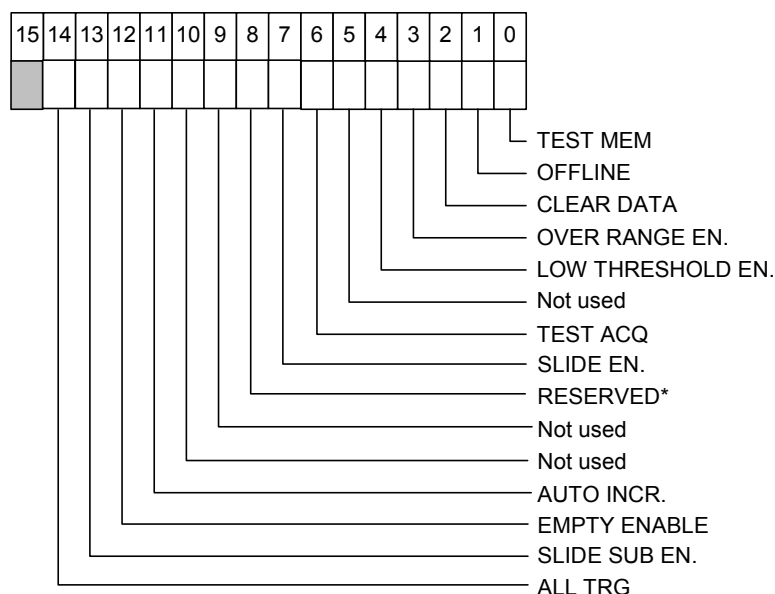 15 14 13 12 11 10 9 8 7 6 5 4 3 2 1 0
TEST MEM
OFFLINE
CLEAR DATA
OVER RANGE EN.
LOW THRESHOLD EN.
Not used
TEST ACQ
SLIDE EN.
RESERVED*
Not used
Not used
AUTO INCR.
EMPTY ENABLE
SLIDE SUB EN.
ALL TRG